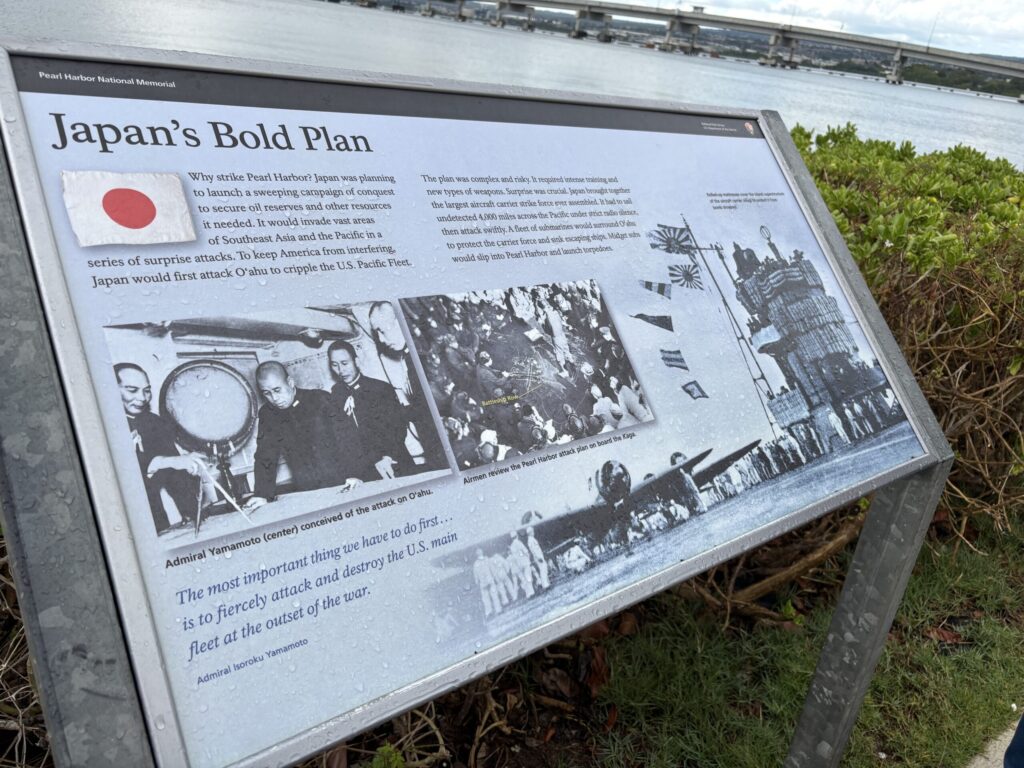 Pearl Harbor National Memorial
Japan's Bold Plan
Why strike Pearl Harbor? Japan was planning
to launch a sweeping campaign of conquest
to secure oil reserves and other resources
it needed. It would invade vast areas
of Southeast Asia and the Pacific in a
series of surprise attacks. To keep America from interfering,
Japan would first attack Oʻahu to cripple the U.S. Pacific Fleet.
The plan was complex and risky. It required intense training and
new types of weapons. Surprise was crucial. Japan brought together
the largest aircraft carrier strike force ever assembled. It had to sail
undetected 4,000 miles across the Pacific under strict radio silence,
then attack swiftly. A fleet of submarines would surround Oʻahu
to protect the carrier force and sink escaping ships. Midget subs
would slip into Pearl Harbor and launch torpedoes.
Battleship Row
Admiral Yamamoto (center) conceived of the attack on Oʻahu.
Airmen review the Pearl Harbor attack plan on board the Kaga.
The most important thing we have to do first...
is to fiercely attack and destroy the U.S. main
fleet at the outset of the war.
Admiral Isoroku Yamamoto